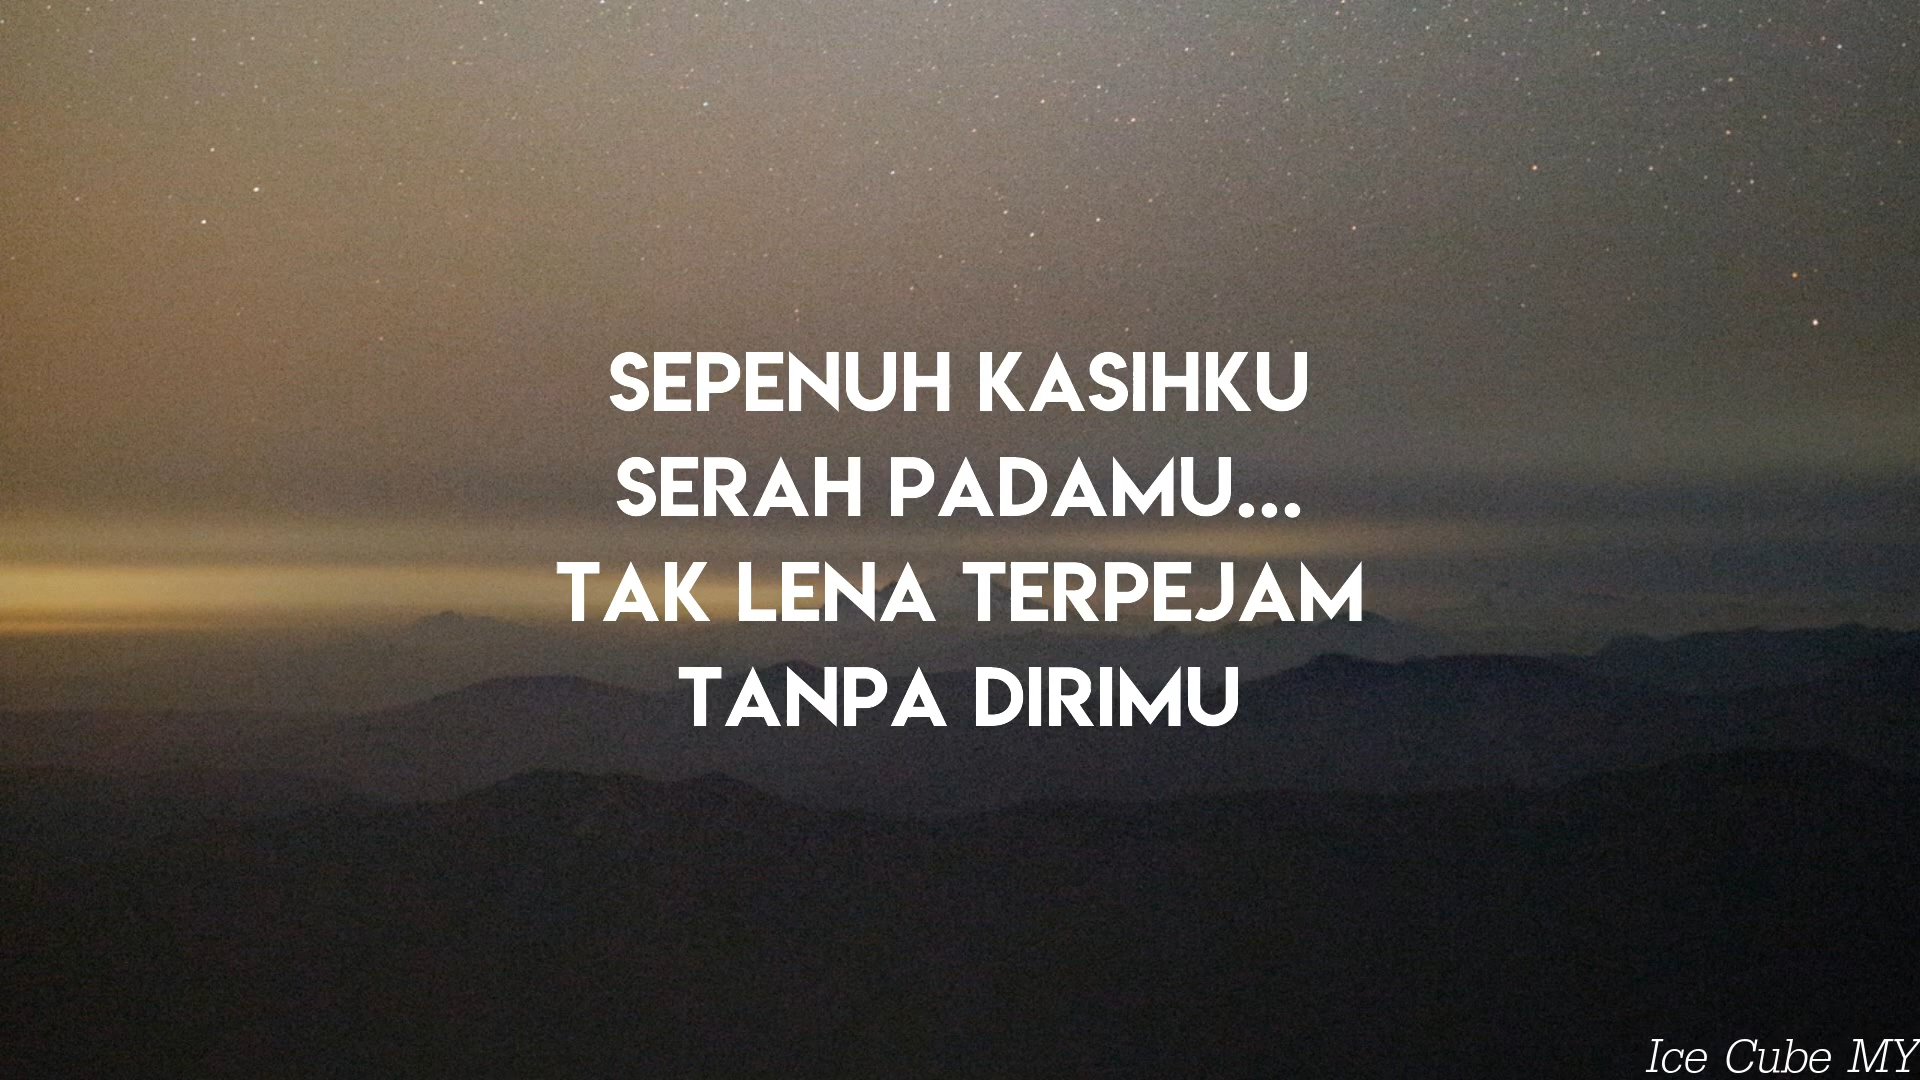 SEPENUH KASIHKU
SERAH PADAMU...
TAK LENA TERPEJAM
TANPA DIRIMU
Ice Cube MY